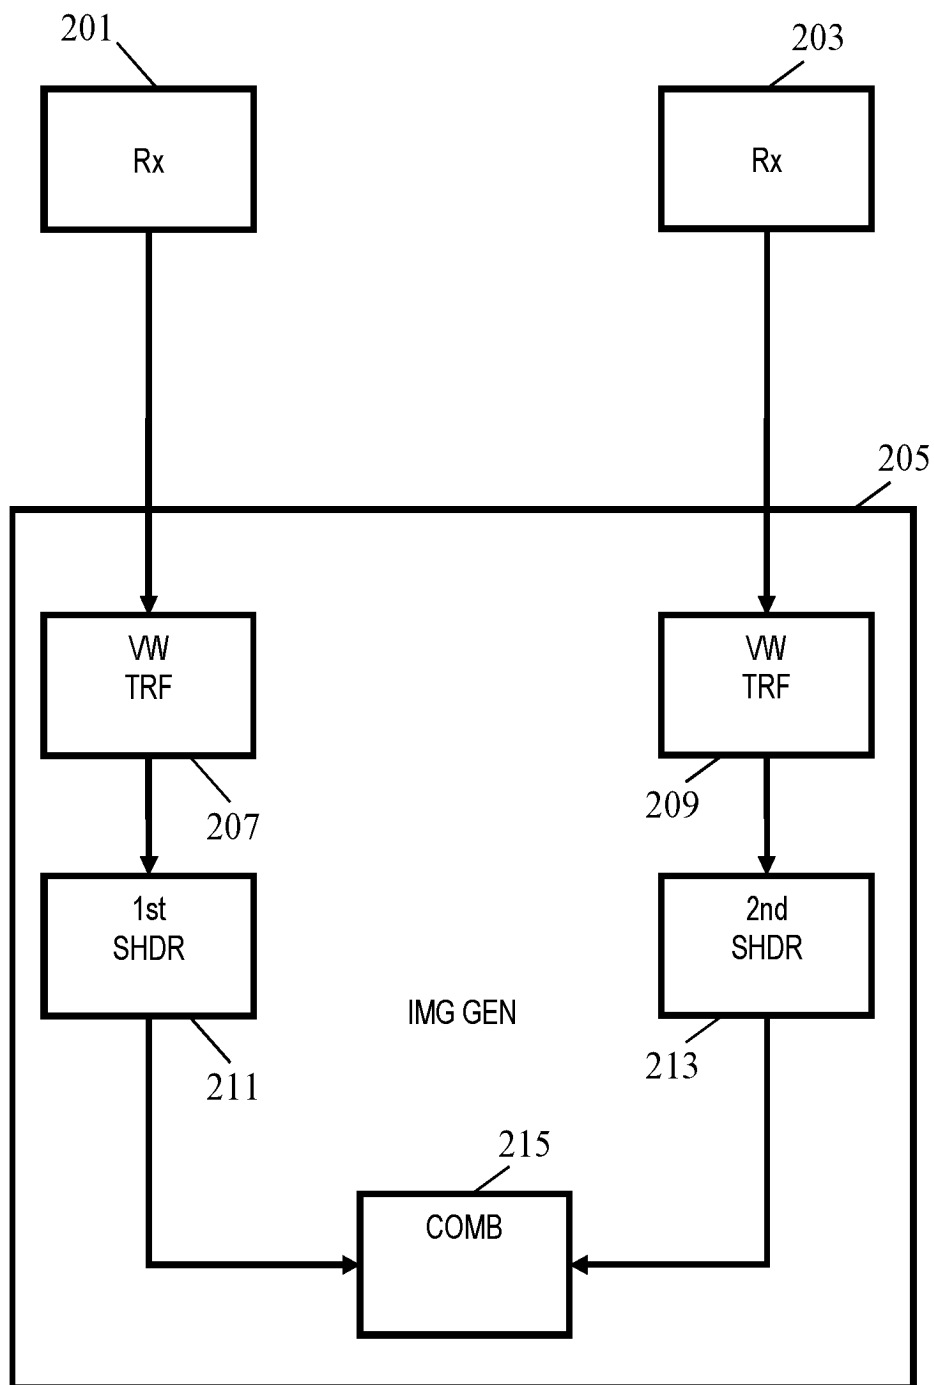 201
203
Rx
Rx
205
VW
TRF
VW
TRF
207
209
1st
SHDR
2nd
SHDR
IMG GEN
211
213
215
COMB